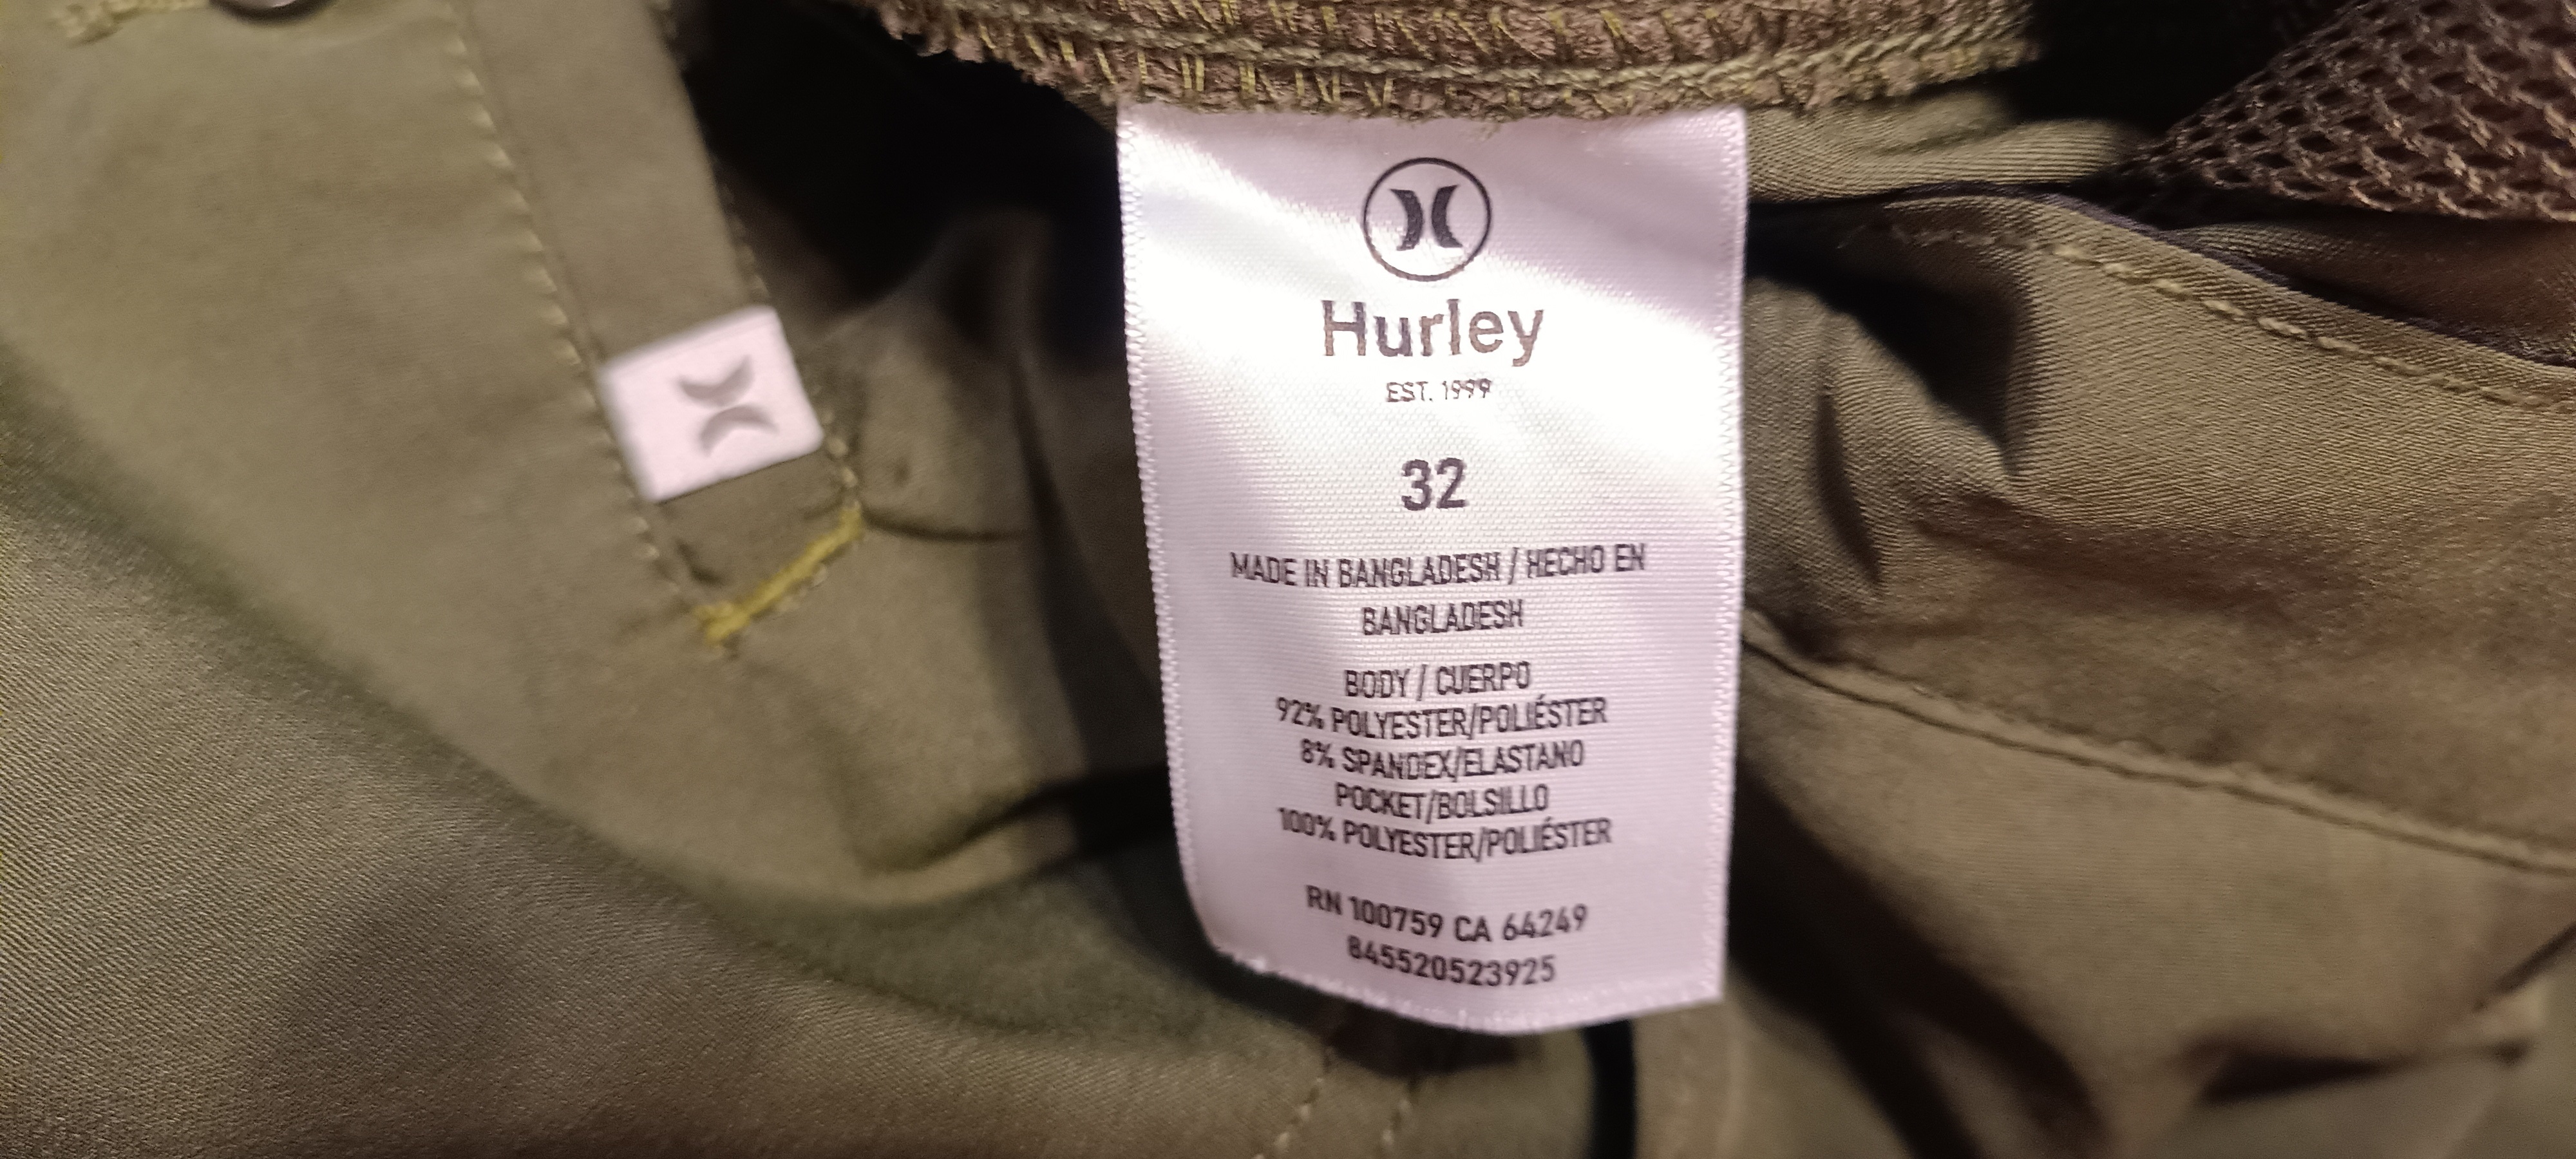 Hurley
EST. 1999
32
MADE IN BANGLADESH / HECHO EN
BANGLADESH
BODY / CUERPO
92% POLYESTER/POLIÉSTER
8% SPANDEX/ELASTANO
POCKET/BOLSILLO
100% POLYESTER/POLIÉSTER
RN 100759 CA 64249
845520523925